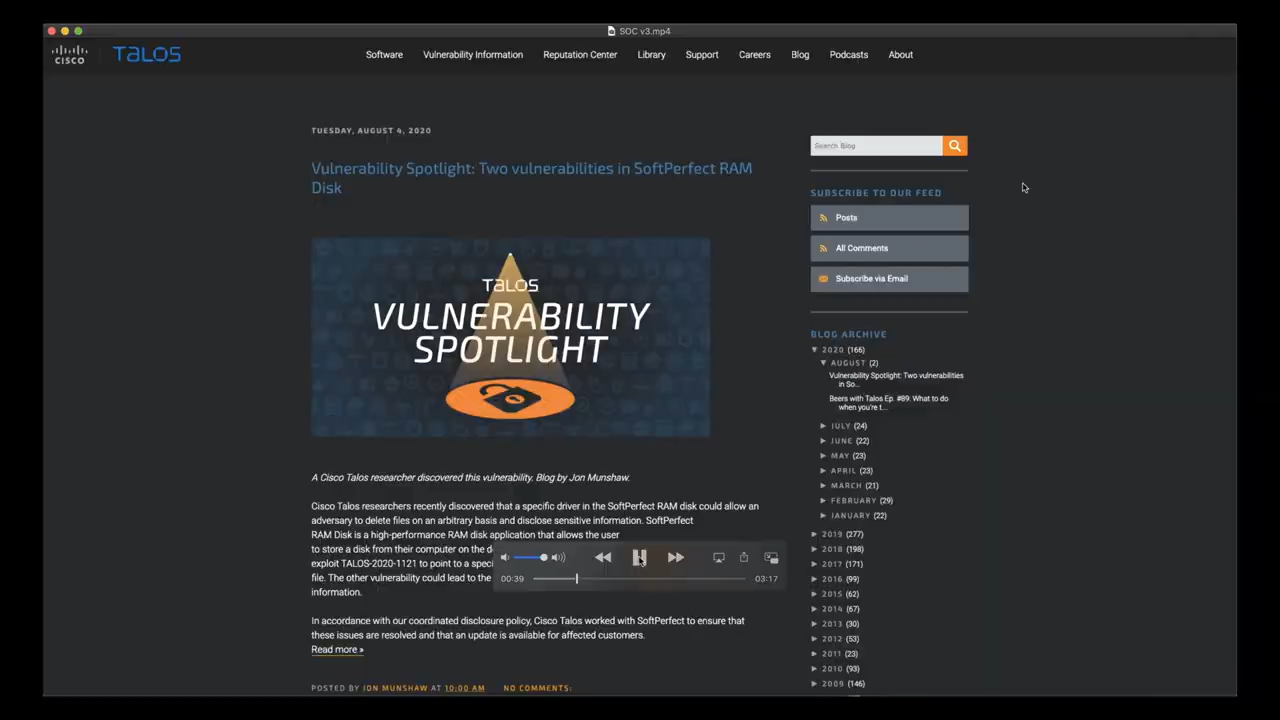 SOC v3.mp4
CISCO
TALOS
Software
Vulnerability Information
Reputation Center
Library
Support
Careers
Blog
Podcasts
About
TUESDAY, AUGUST 4, 2020
Vulnerability Spotlight: Two vulnerabilities in SoftPerfect RAM
Disk
TALOS
VULNERABILITY
SPOTLIGHT
A Cisco Talos researcher discovered this vulnerability. Blog by Jon Munshaw.
Cisco Talos researchers recently discovered that a specific driver in the SoftPerfect RAM disk could allow an
adversary to delete files on an arbitrary basis and disclose sensitive information. SoftPerfect
RAM Disk is a high-performance RAM disk application that allows the user
to store a disk from their computer on the
exploit TALOS-2020-1121 to point to a
file. The other vulnerability could lead to the
information.
In accordance with our coordinated disclosure policy, Cisco Talos worked with SoftPerfect to ensure that
these issues are resolved and that an update is available for affected customers.
Read more »
POSTED BY JON MUNSHAW AT 10:00 AM
NO COMMENTS:
00:39
03:17
Search Blog
SUBSCRIBE TO OUR FEED
Posts
All Comments
Subscribe via Email
BLOG ARCHIVE
▼ 2020 (166)
▼ AUGUST (2)
Vulnerability Spotlight: Two vulnerabilities
in So...
Beers with Talos Ep. #89: What to do
when you're t...
► JULY (24)
► JUNE (22)
► MAY (23)
► APRIL (23)
► MARCH (21)
► FEBRUARY (29)
► JANUARY (22)
► 2019 (277)
► 2018 (198)
► 2017 (171)
► 2016 (99)
► 2015 (62)
► 2014 (67)
► 2013 (30)
► 2012 (53)
► 2011 (23)
► 2010 (93)
► 2009 (146)